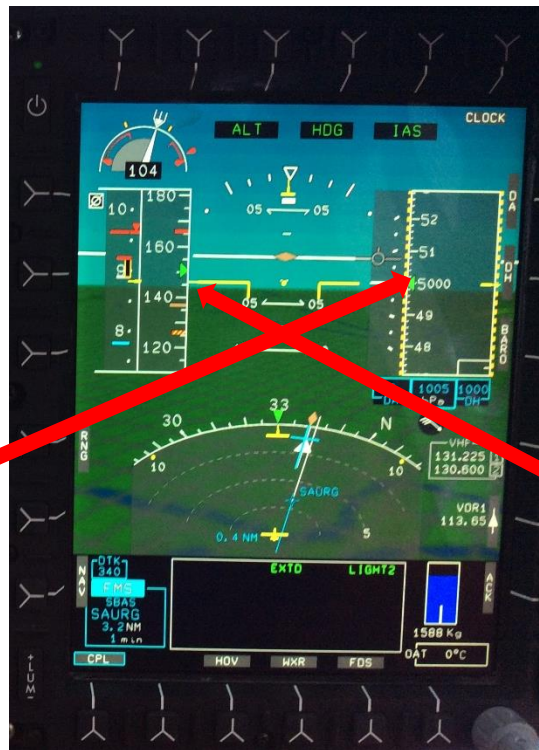 CLOCK
ALT HDG IAS
104
180
10.
160
9
140
8.
120
05 05
05 05
52
51
5000
49
48
DA
"DH"
BARO
1005 1000
hPa DH
30 33 N
10 10
RNG
SAURG
0.4 NM
5
131.225 1
130.600 2
VOR1
113.65
NAV
DTK
340
FMS
SBAS
SAURG
3.2NM
1 min
EXTD LIGHT2
ACK
1588 Kg
OAT 0°C
CPL HOV WXR FDS
+LUM-